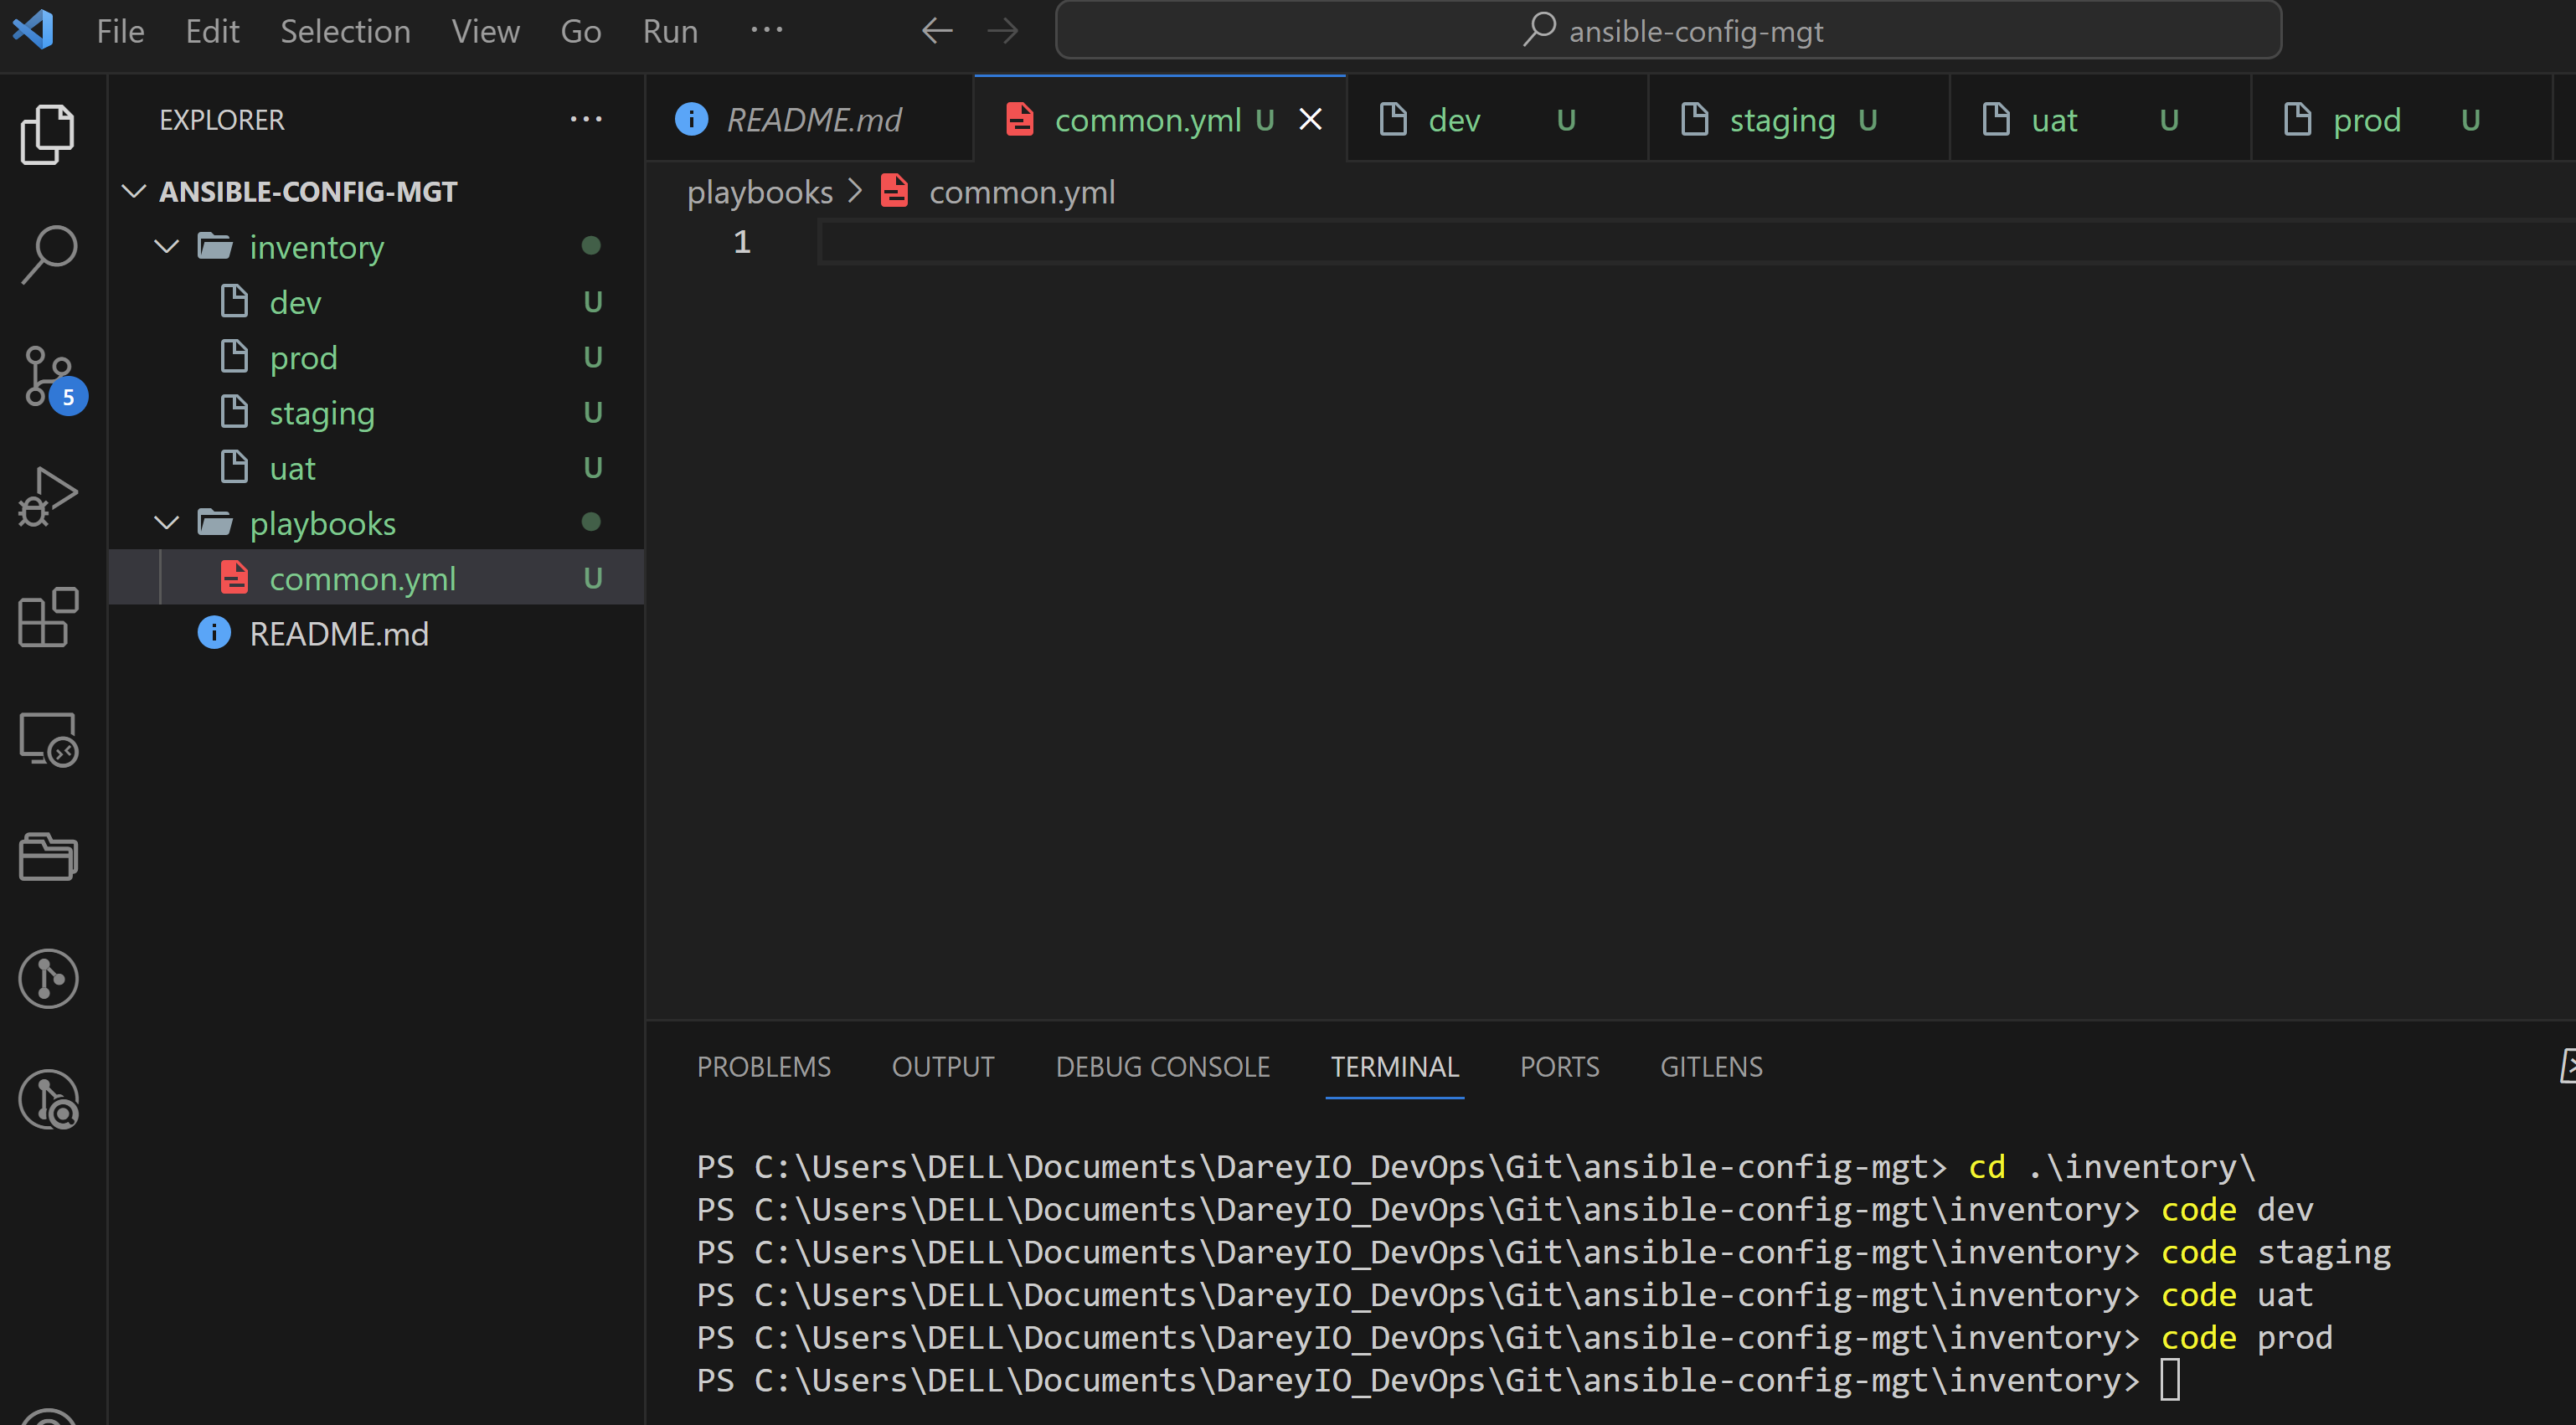 File Edit Selection View Go Run ··· ansible-config-mgt
EXPLORER ···
ANSIBLE-CONFIG-MGT
inventory
dev U
prod U
staging U
uat U
playbooks
common.yml U
README.md
5
README.md common.yml U dev U staging U uat U prod U
playbooks > common.yml
1
PROBLEMS OUTPUT DEBUG CONSOLE TERMINAL PORTS GITLENS
PS C:\Users\DELL\Documents\DareyIO_DevOps\Git\ansible-config-mgt> cd .\inventory\
PS C:\Users\DELL\Documents\DareyIO_DevOps\Git\ansible-config-mgt\inventory> code dev
PS C:\Users\DELL\Documents\DareyIO_DevOps\Git\ansible-config-mgt\inventory> code staging
PS C:\Users\DELL\Documents\DareyIO_DevOps\Git\ansible-config-mgt\inventory> code uat
PS C:\Users\DELL\Documents\DareyIO_DevOps\Git\ansible-config-mgt\inventory> code prod
PS C:\Users\DELL\Documents\DareyIO_DevOps\Git\ansible-config-mgt\inventory>